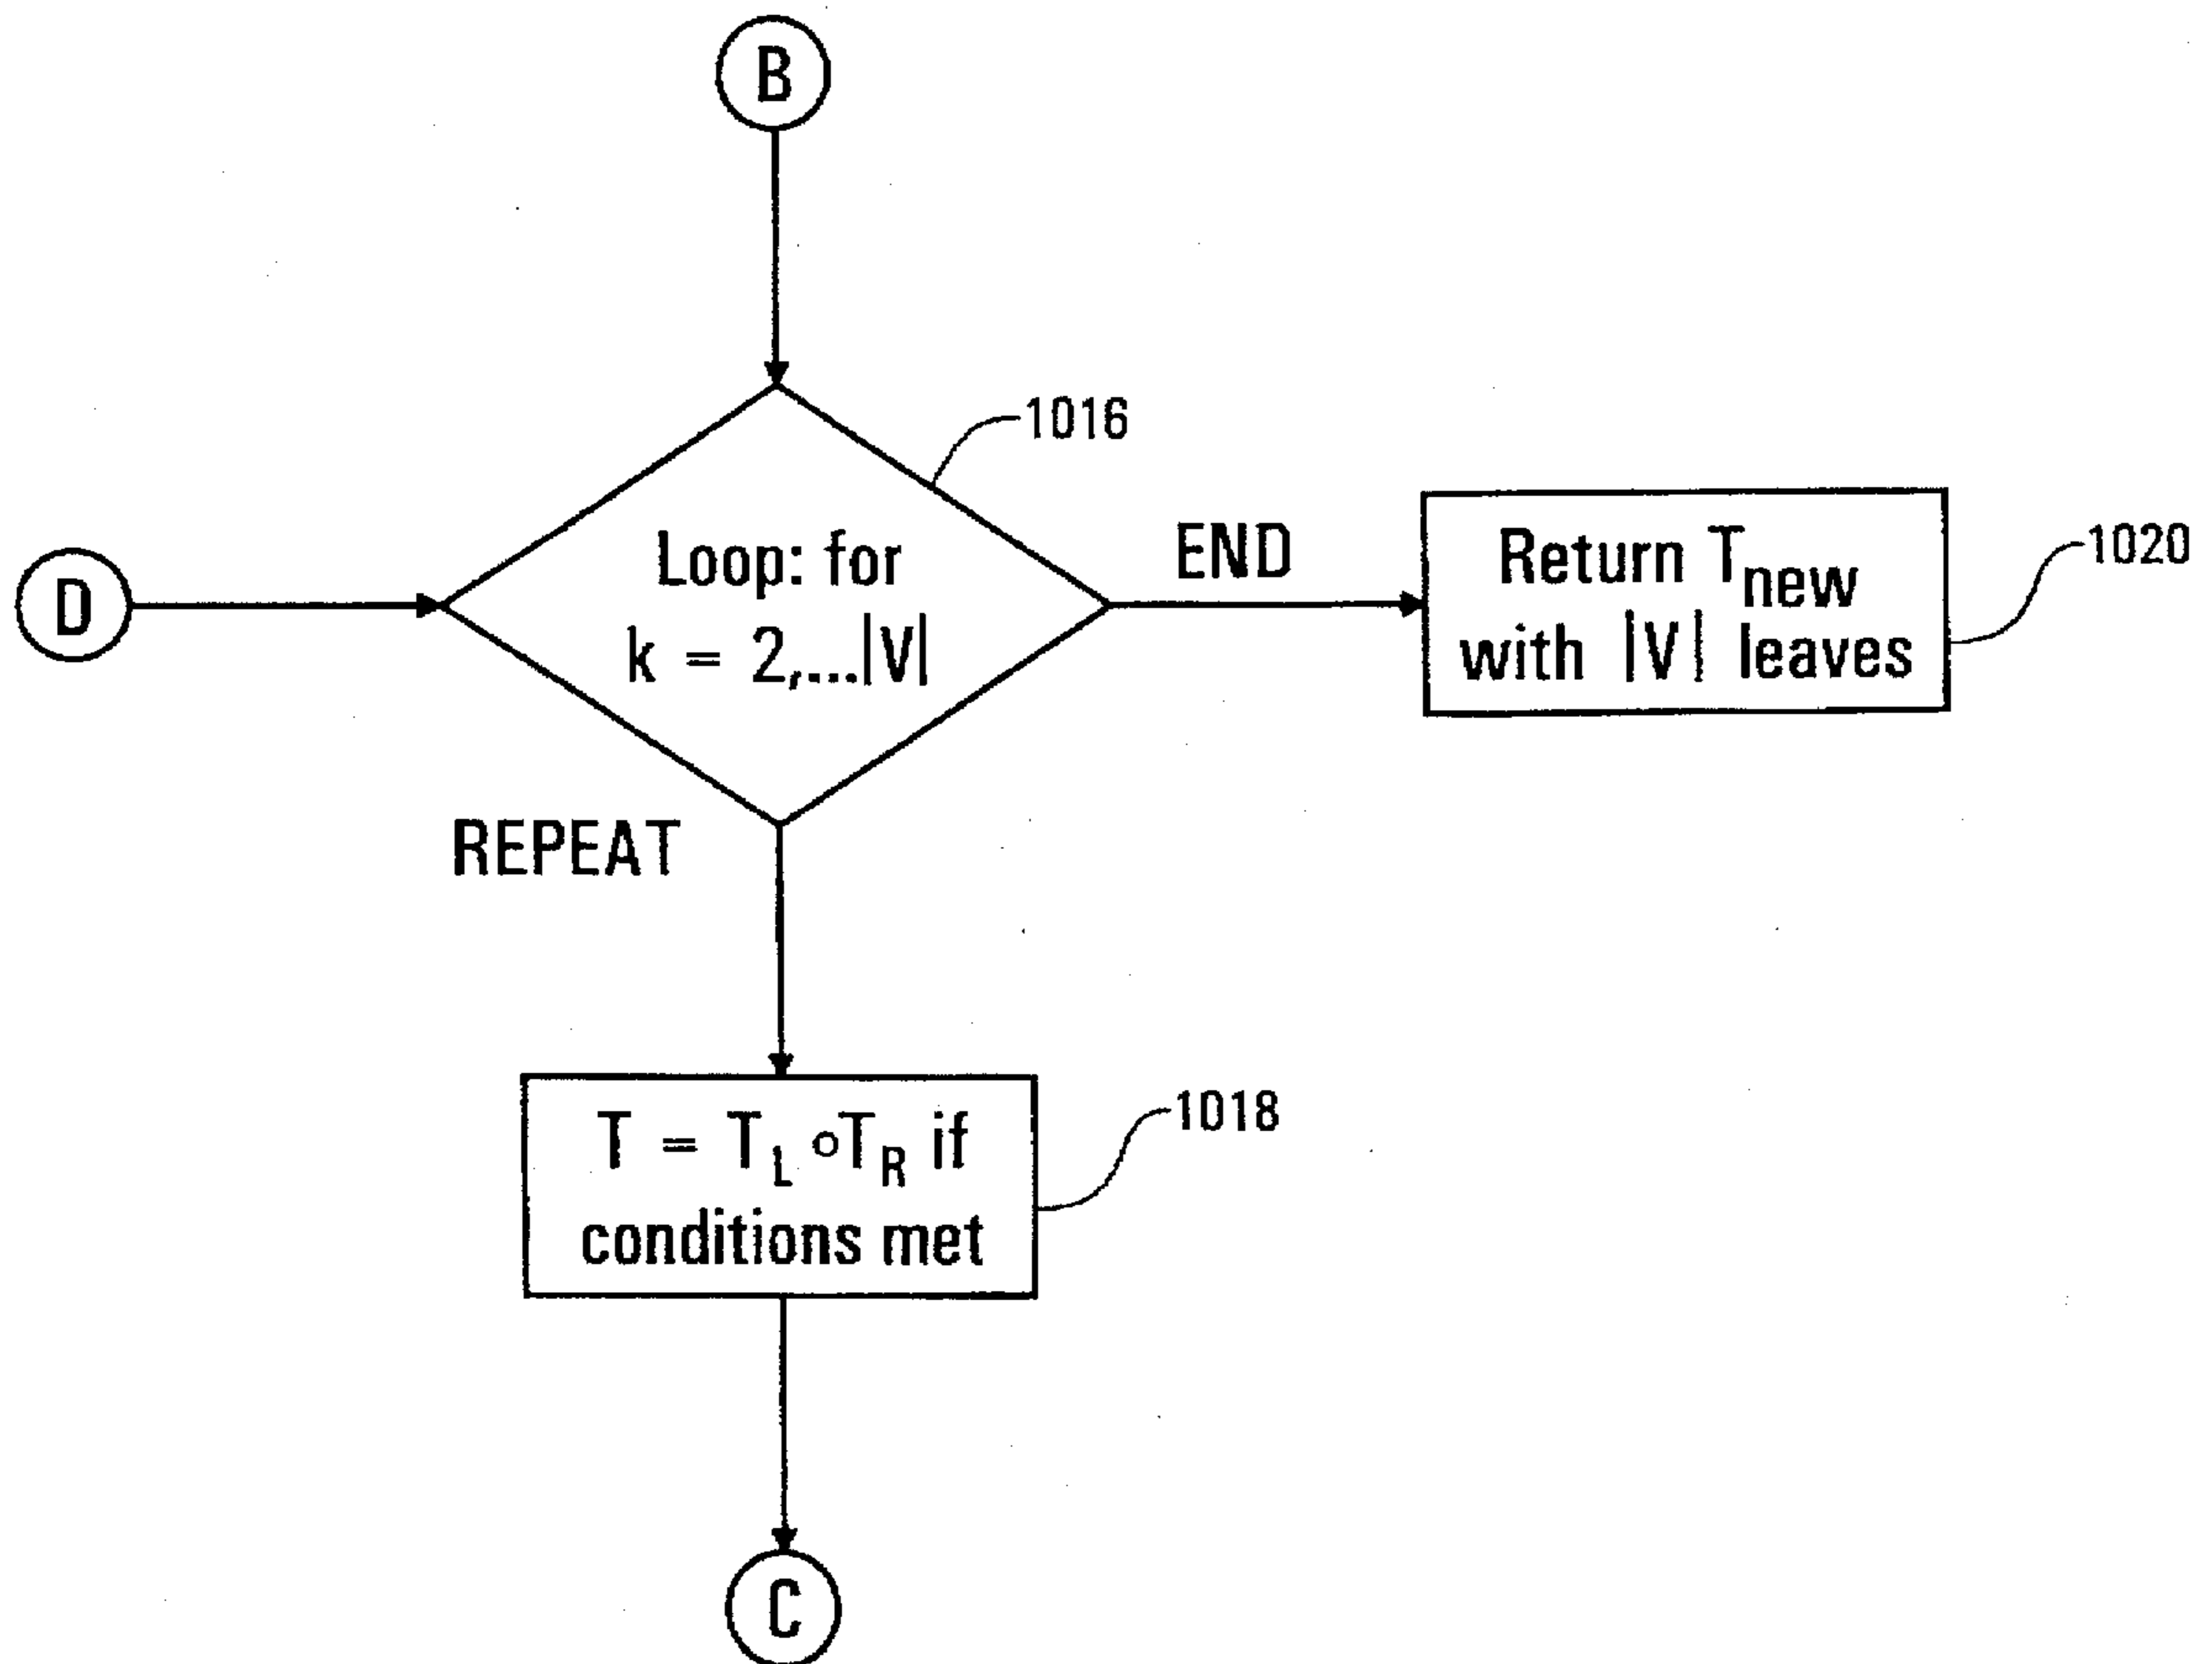 B
1016
Loop: for
k = 2,...|V|
D
END
Return T_new
with |V| leaves
1020
REPEAT
T = T_L ∘T_R if
conditions met
1018
C